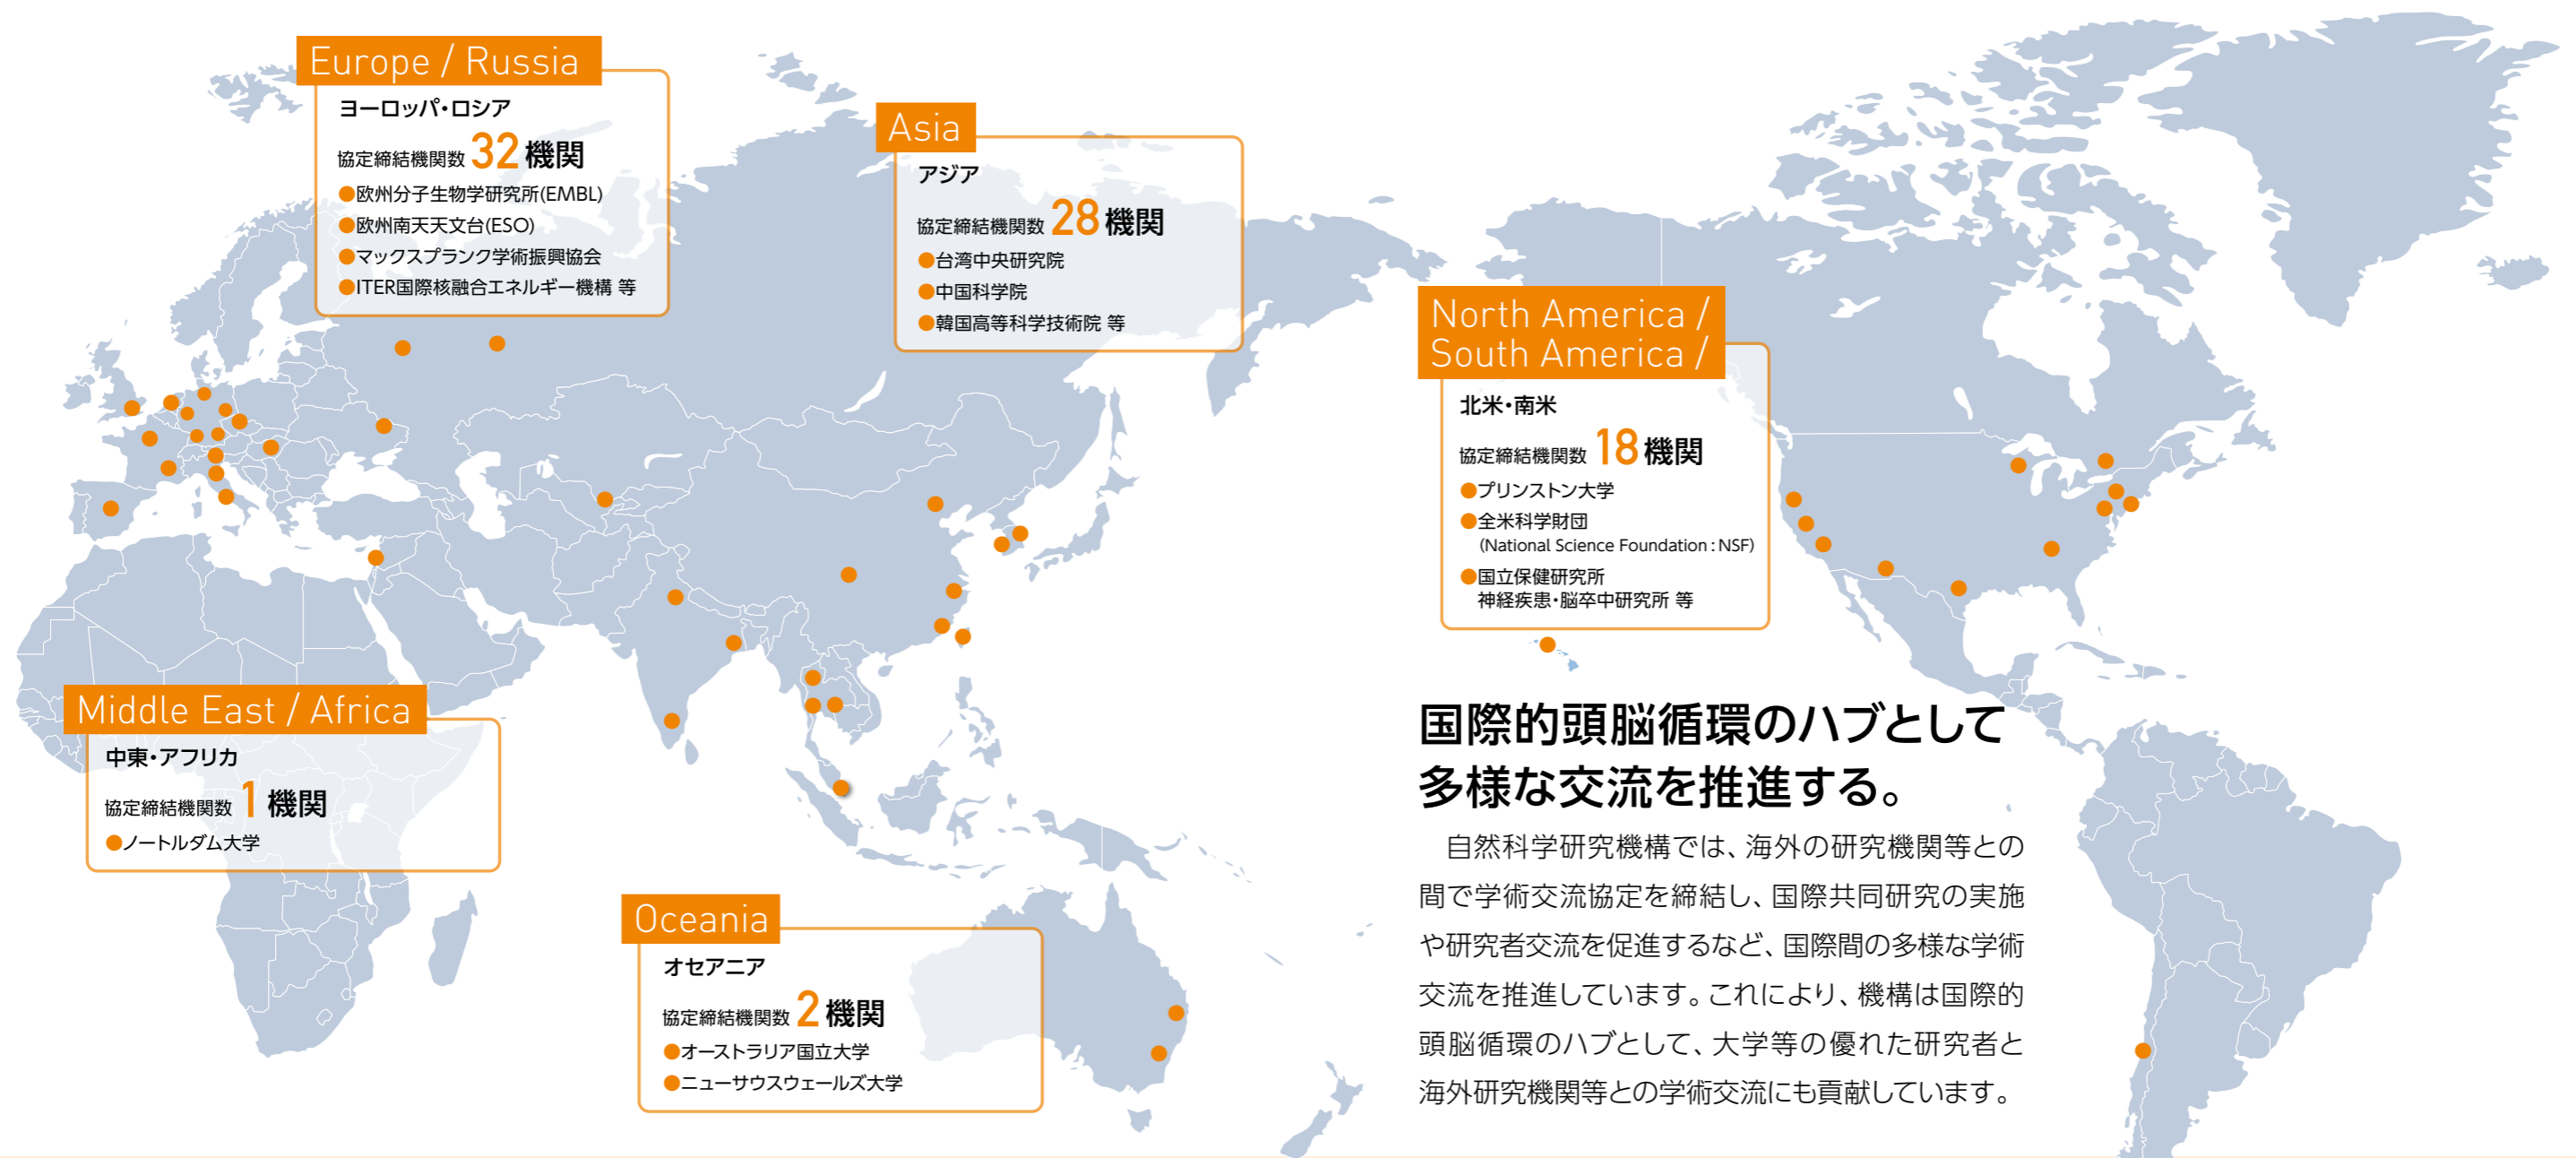 Europe / Russia
ヨーロッパ・ロシア
協定締結機関数 32 機関
●欧州分子生物学研究所(EMBL)
●欧州南天天文台(ESO)
●マックスプランク学術振興協会
●ITER国際核融合エネルギー機構 等
Asia
アジア
協定締結機関数 28 機関
●台湾中央研究院
●中国科学院
●韓国高等科学技術院 等
North America /
South America /
北米・南米
協定締結機関数 18 機関
●プリンストン大学
●全米科学財団
(National Science Foundation : NSF)
●国立保健研究所
神経疾患・脳卒中研究所 等
Middle East / Africa
中東・アフリカ
協定締結機関数 1 機関
●ノートルダム大学
Oceania
オセアニア
協定締結機関数 2 機関
●オーストラリア国立大学
●ニューサウスウェールズ大学
国際的頭脳循環のハブとして
多様な交流を推進する。
　自然科学研究機構では、海外の研究機関等との
間で学術交流協定を締結し、国際共同研究の実施
や研究者交流を促進するなど、国際間の多様な学術
交流を推進しています。これにより、機構は国際的
頭脳循環のハブとして、大学等の優れた研究者と
海外研究機関等との学術交流にも貢献しています。